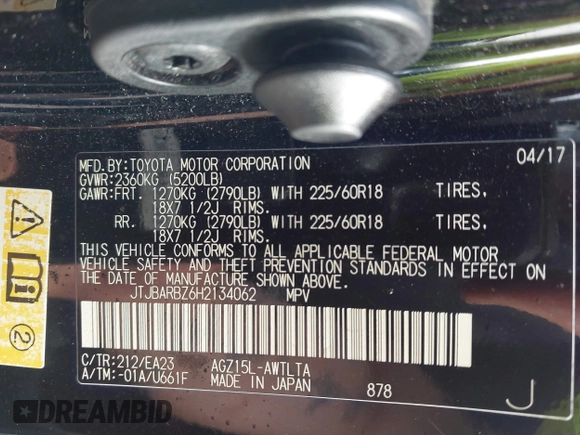 MFD.BY:TOYOTA MOTOR CORPORATION 04/17
GVWR:2360KG (5200LB)
GAWR:FRT. 1270KG (2790LB) WITH 225/60R18 TIRES.
18X7 1/2J RIMS.
RR. 1270KG (2790LB) WITH 225/60R18 TIRES.
18X7 1/2J RIMS.
THIS VEHICLE CONFORMS TO ALL APPLICABLE FEDERAL MOTOR
VEHICLE SAFETY AND THEFT PREVENTION STANDARDS IN EFFECT ON
THE DATE OF MANUFACTURE SHOWN ABOVE.
JTJBARBZ6H2134062 MPV
C/TR:212/EA23 AGZ15L-AWTLTA
A/TM:-01A/U661F MADE IN JAPAN 878 J
DREAMBID